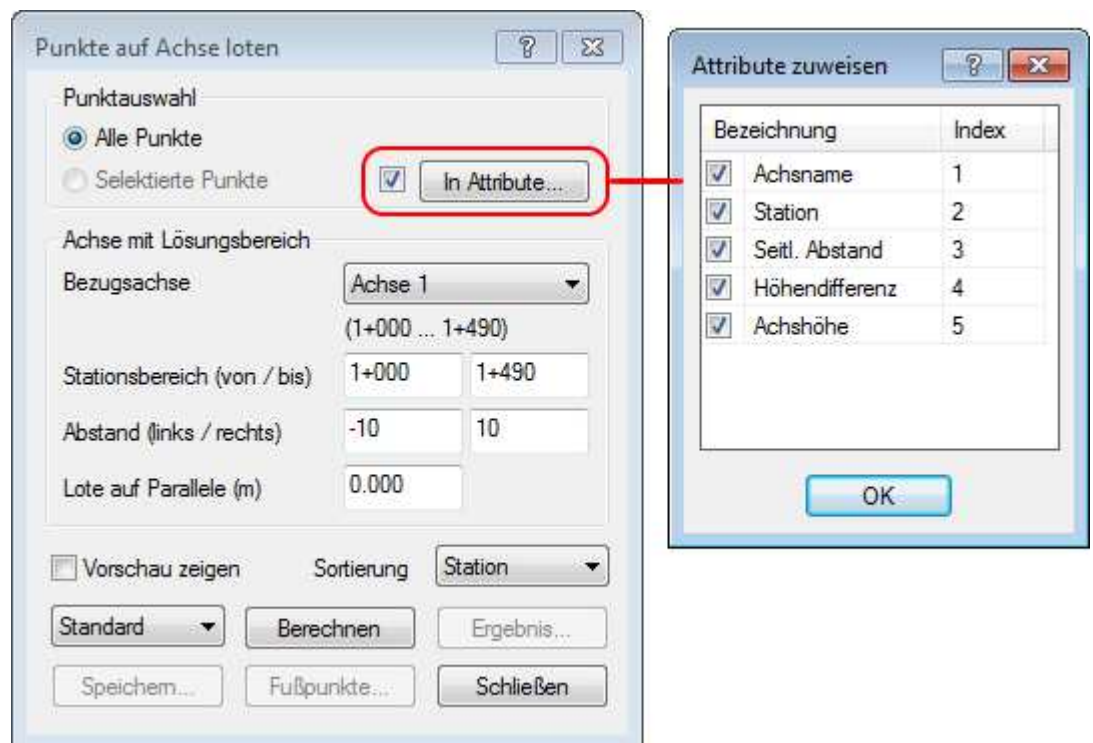 Punkte auf Achse loten
Punktauswahl
Alle Punkte
Selektierte Punkte
In Attribute...
Achse mit Lösungsbereich
Bezugsachse
Achse 1
(1+000 ... 1+490)
Stationsbereich (von / bis)
1+000
1+490
Abstand (links / rechts)
-10
10
Lote auf Parallele (m)
0.000
Vorschau zeigen
Sortierung
Station
Standard
Berechnen
Ergebnis...
Speichern...
Fußpunkte...
Schließen
Attribute zuweisen
Bezeichnung Index
Achsname 1
Station 2
Seitl. Abstand 3
Höhendifferenz 4
Achshöhe 5
OK